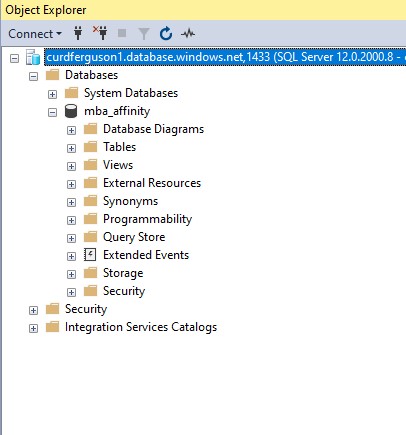 Object Explorer
Connect
curdferguson1.database.windows.net,1433 (SQL Server 12.0.2000.8 -
Databases
System Databases
mba_affinity
Database Diagrams
Tables
Views
External Resources
Synonyms
Programmability
Query Store
Extended Events
Storage
Security
Security
Integration Services Catalogs